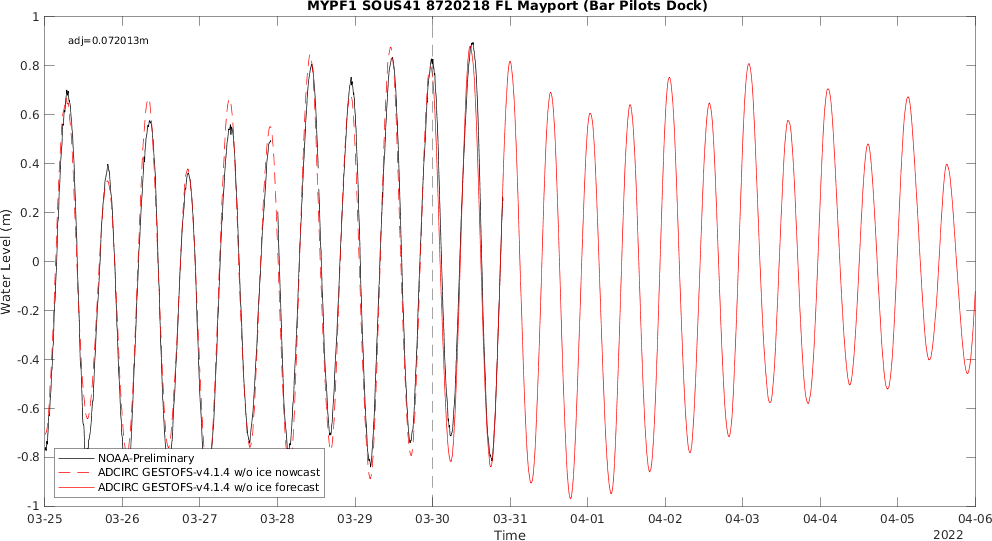 MYPF1 SOUS41 8720218 FL Mayport (Bar Pilots Dock)
adj=0.072013m
1
0.8
0.6
0.4
0.2
0
-0.2
-0.4
-0.6
-0.8
-1
Water Level (m)
NOAA-Preliminary
ADCIRC GESTOFS-v4.1.4 w/o ice nowcast
ADCIRC GESTOFS-v4.1.4 w/o ice forecast
03-25 03-26 03-27 03-28 03-29 03-30 03-31 04-01 04-02 04-03 04-04 04-05 04-06
Time
2022